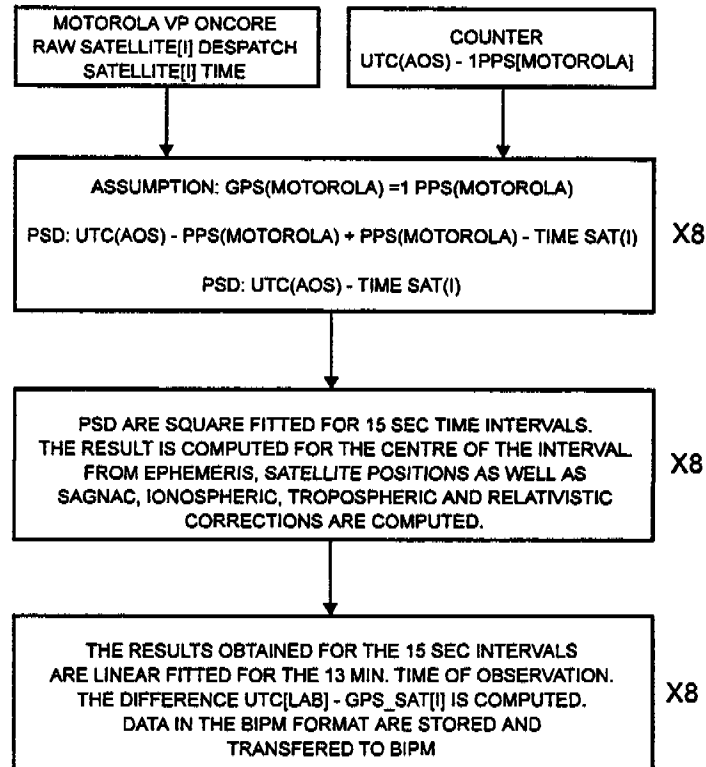 MOTOROLA VP ONCORE
RAW SATELLITE[I] DESPATCH
SATELLITE[I] TIME
COUNTER
UTC(AOS) - 1PPS[MOTOROLA]
ASSUMPTION: GPS(MOTOROLA) =1 PPS(MOTOROLA)
PSD: UTC(AOS) - PPS(MOTOROLA) + PPS(MOTOROLA) - TIME SAT(I)
PSD: UTC(AOS) - TIME SAT(I)
X8
PSD ARE SQUARE FITTED FOR 15 SEC TIME INTERVALS.
THE RESULT IS COMPUTED FOR THE CENTRE OF THE INTERVAL
FROM EPHEMERIS, SATELLITE POSITIONS AS WELL AS
SAGNAC, IONOSPHERIC, TROPOSPHERIC AND RELATIVISTIC
CORRECTIONS ARE COMPUTED.
X8
THE RESULTS OBTAINED FOR THE 15 SEC INTERVALS
ARE LINEAR FITTED FOR THE 13 MIN. TIME OF OBSERVATION.
THE DIFFERENCE UTC[LAB] - GPS_SAT[I] IS COMPUTED.
DATA IN THE BIPM FORMAT ARE STORED AND
TRANSFERED TO BIPM
X8